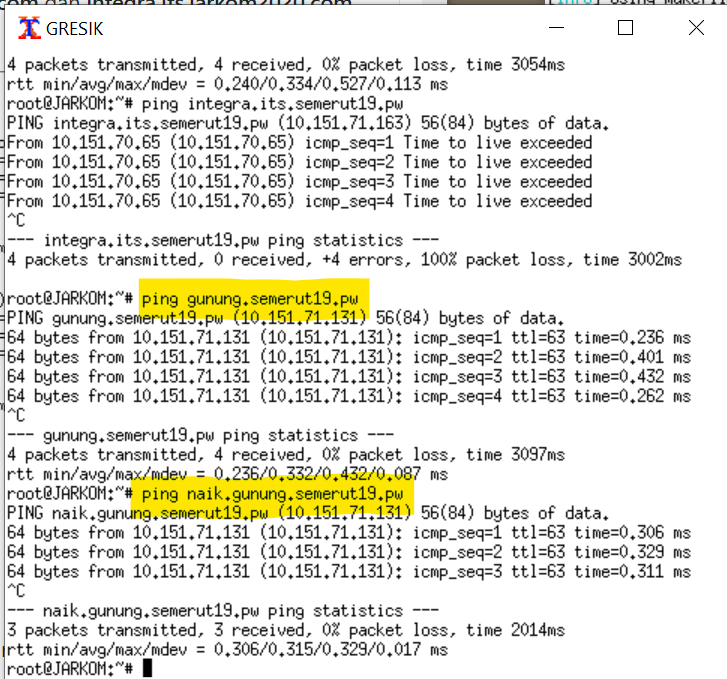 com dan integra.its.jarkom2020.com
GRESIK
4 packets transmitted, 4 received, 0% packet loss, time 3054ms
rtt min/avg/max/mdev = 0.240/0.334/0.527/0.113 ms
root@JARKOM:~# ping integra.its.semerut19.pw
PING integra.its.semerut19.pw (10.151.71.163) 56(84) bytes of data.
From 10.151.70.65 (10.151.70.65) icmp_seq=1 Time to live exceeded
From 10.151.70.65 (10.151.70.65) icmp_seq=2 Time to live exceeded
From 10.151.70.65 (10.151.70.65) icmp_seq=3 Time to live exceeded
From 10.151.70.65 (10.151.70.65) icmp_seq=4 Time to live exceeded
^C
--- integra.its.semerut19.pw ping statistics ---
4 packets transmitted, 0 received, +4 errors, 100% packet loss, time 3002ms
root@JARKOM:~# ping gunung.semerut19.pw
PING gunung.semerut19.pw (10.151.71.131) 56(84) bytes of data.
64 bytes from 10.151.71.131 (10.151.71.131): icmp_seq=1 ttl=63 time=0.236 ms
64 bytes from 10.151.71.131 (10.151.71.131): icmp_seq=2 ttl=63 time=0.401 ms
64 bytes from 10.151.71.131 (10.151.71.131): icmp_seq=3 ttl=63 time=0.432 ms
64 bytes from 10.151.71.131 (10.151.71.131): icmp_seq=4 ttl=63 time=0.262 ms
^C
--- gunung.semerut19.pw ping statistics ---
4 packets transmitted, 4 received, 0% packet loss, time 3097ms
rtt min/avg/max/mdev = 0.236/0.332/0.432/0.087 ms
root@JARKOM:~# ping naik.gunung.semerut19.pw
PING naik.gunung.semerut19.pw (10.151.71.131) 56(84) bytes of data.
64 bytes from 10.151.71.131 (10.151.71.131): icmp_seq=1 ttl=63 time=0.306 ms
64 bytes from 10.151.71.131 (10.151.71.131): icmp_seq=2 ttl=63 time=0.329 ms
64 bytes from 10.151.71.131 (10.151.71.131): icmp_seq=3 ttl=63 time=0.311 ms
^C
--- naik.gunung.semerut19.pw ping statistics ---
3 packets transmitted, 3 received, 0% packet loss, time 2014ms
rtt min/avg/max/mdev = 0.306/0.315/0.329/0.017 ms
root@JARKOM:~#